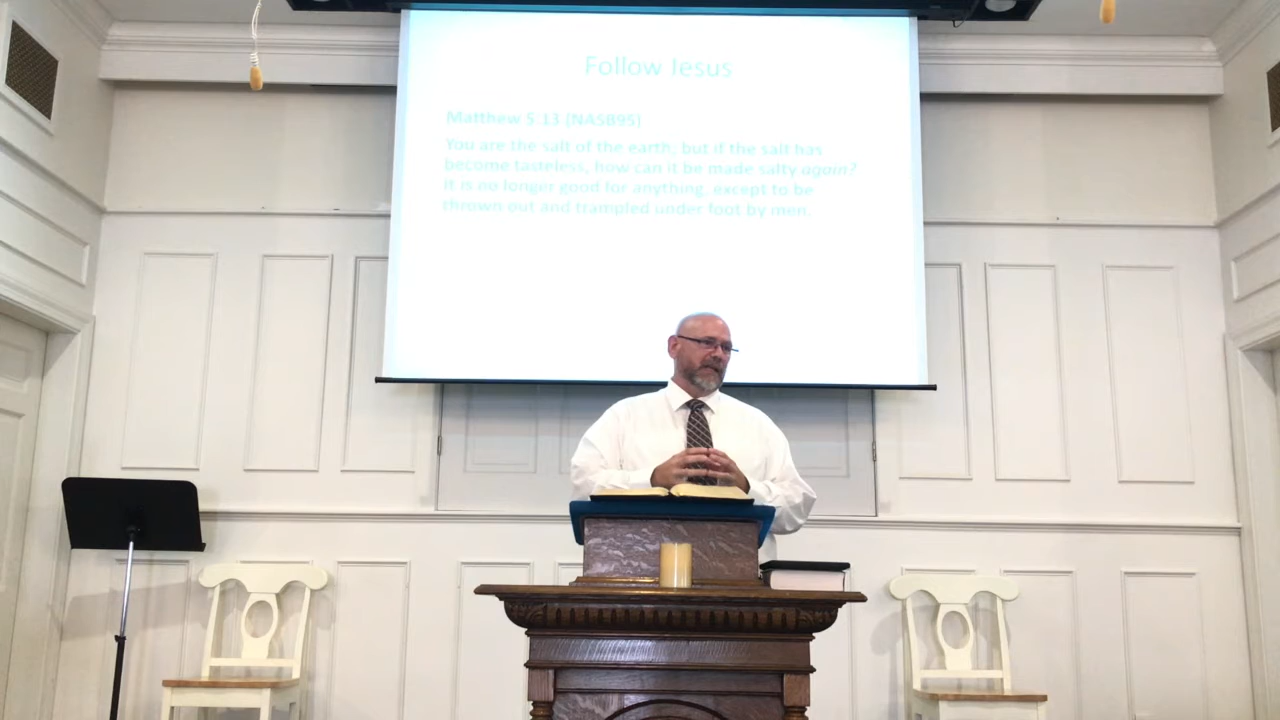 Follow Jesus
Matthew 5:13 (NASB95)
You are the salt of the earth; but if the salt has
become tasteless, how can it be made salty again?
It is no longer good for anything, except to be
thrown out and trampled under foot by men.